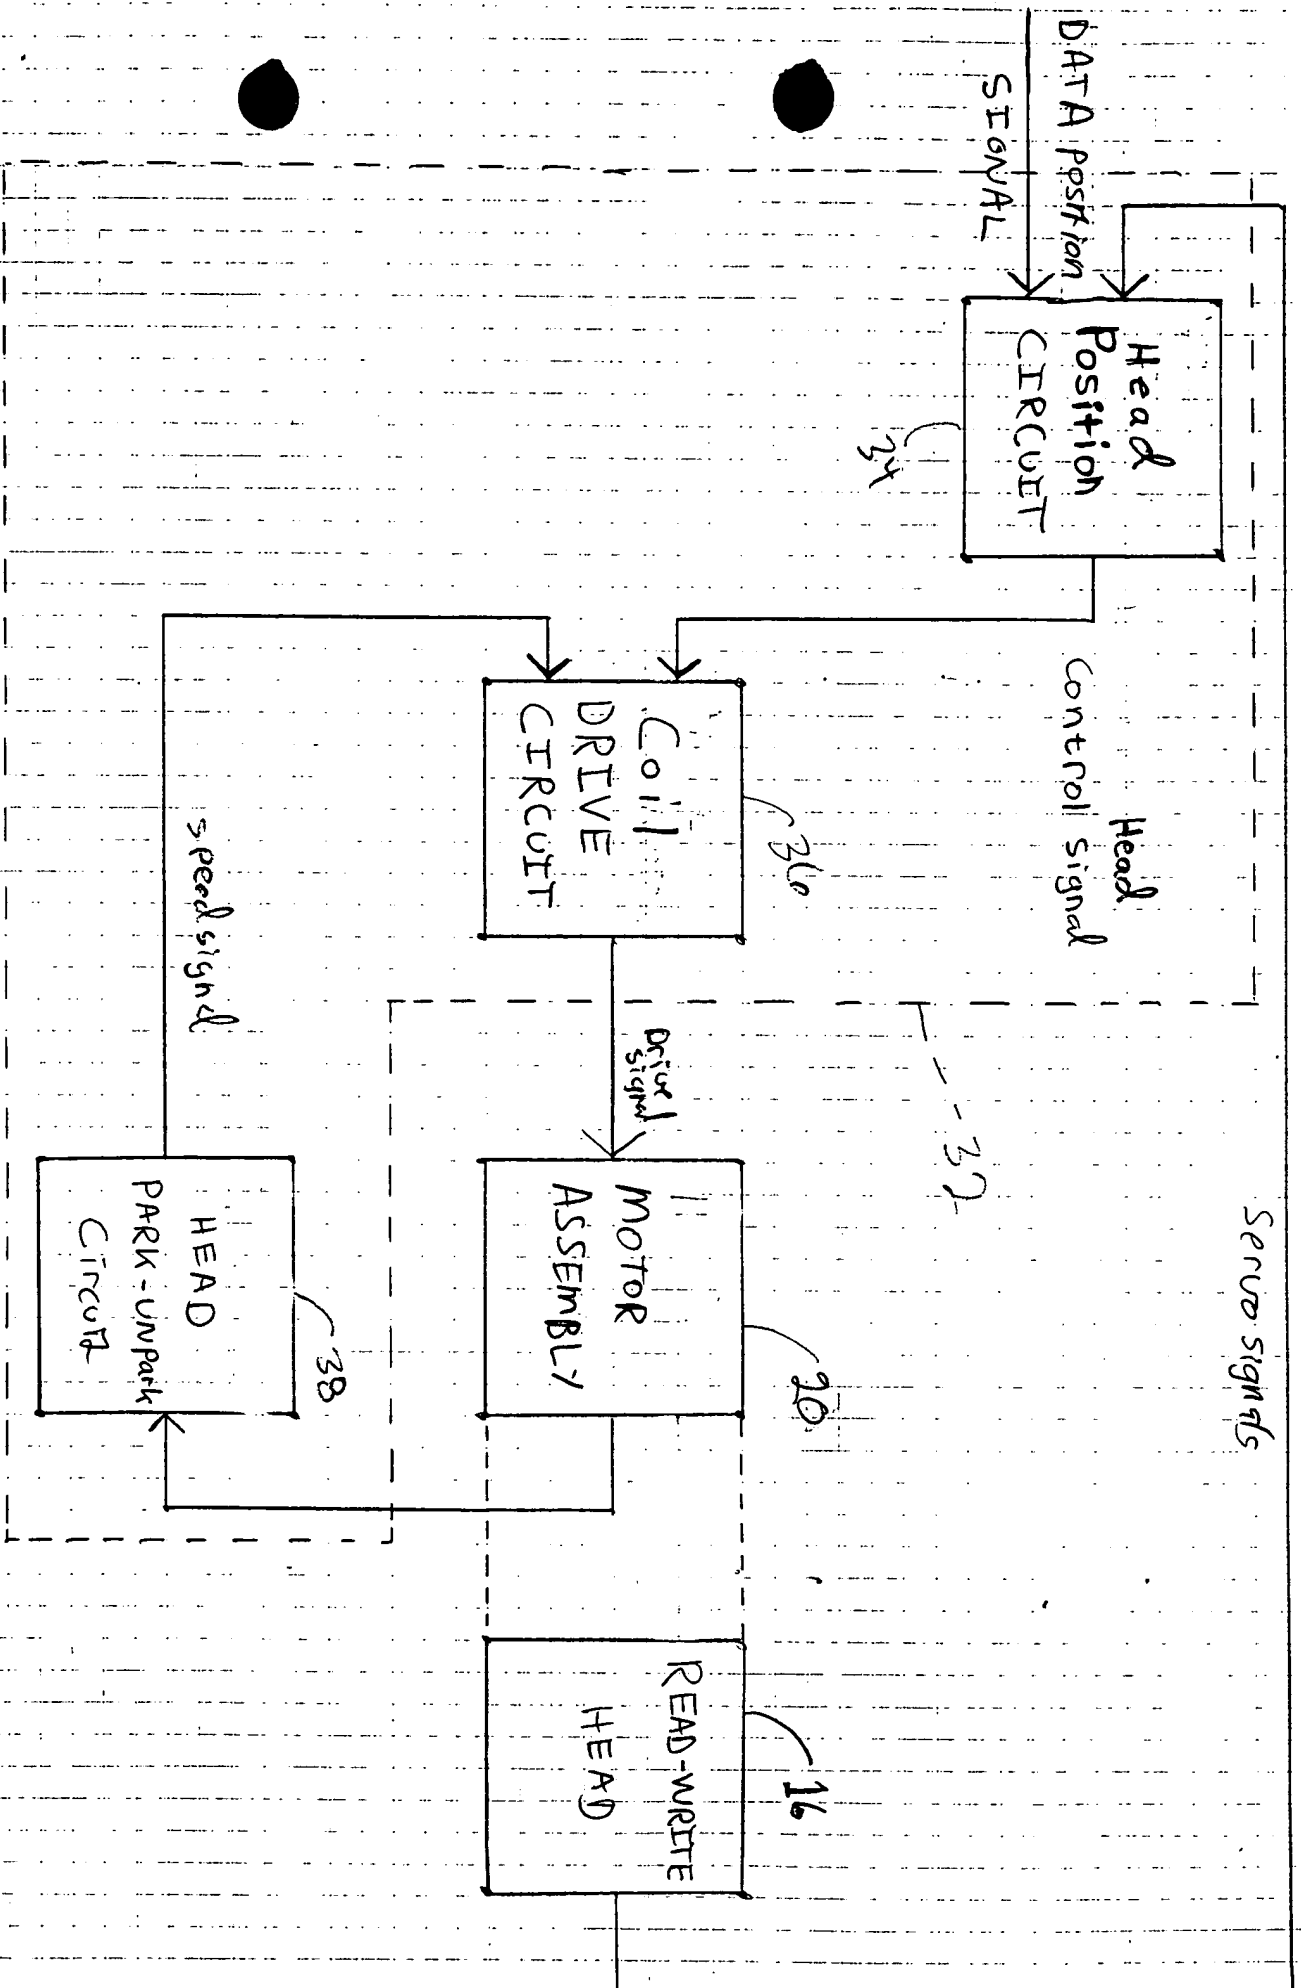 Servo signals
DATA position
SIGNAL
Head
Position
CIRCUIT
34
Head
Control signal
32
Coil
DRIVE
CIRCUIT
36
Drive
signal
MOTOR
ASSEMBLY
20
READ-WRITE
HEAD
16
speed signal
HEAD
PARK-UNPark
Circuit
38